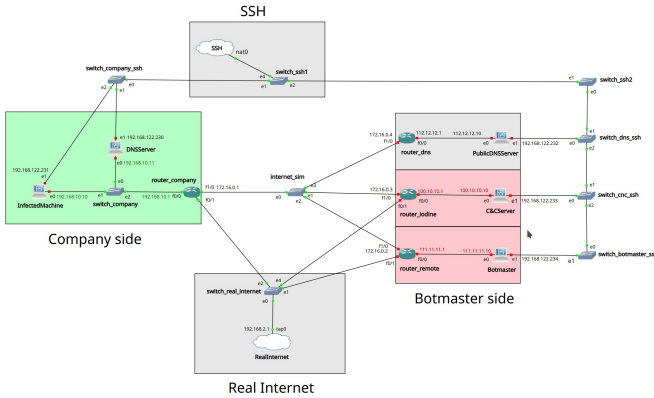 SSH
SSH
nat0
switch_company_ssh
e2
e0
e1
switch_ssh1
e4
e1
e2
e1
switch_ssh2
e0
e1 192.168.122.230
DNSServer
e0 192.168.10.11
192.168.122.231
e1
InfectedMachine
e0 192.168.10.10
e1
e0
e2
switch_company
router_company
192.168.10.1 f0/0
f1/0 172.16.0.1
f0/1
Company side
internet_sim
e0
e3
e2
e1
172.16.0.4
f1/0
112.12.12.1
f0/0
router_dns
112.12.12.10
e0
e1
192.168.122.232
PublicDNSServer
e1
e0
e2
switch_dns_ssh
172.16.0.3
f1/0
f0/1
100.10.10.1
f0/0
router_iodine
100.10.10.10
e0
e1
192.168.122.233
C&CServer
e1
e0
e2
switch_cnc_ssh
f1/0
172.16.0.2
f0/1
111.11.11.1
f0/0
router_remote
111.11.11.10
e0
e1
192.168.122.234
Botmaster
e0
e1
switch_botmaster_ss
Botmaster side
switch_real_internet
e2
e4
e1
e0
192.168.2.1
tap0
RealInternet
Real Internet